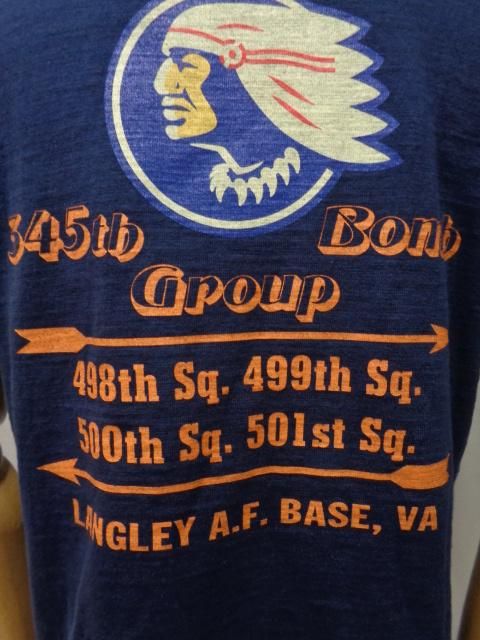 345th Bomb
Group
498th Sq. 499th Sq.
500th Sq. 501st Sq.
LANGLEY A.F. BASE, VA